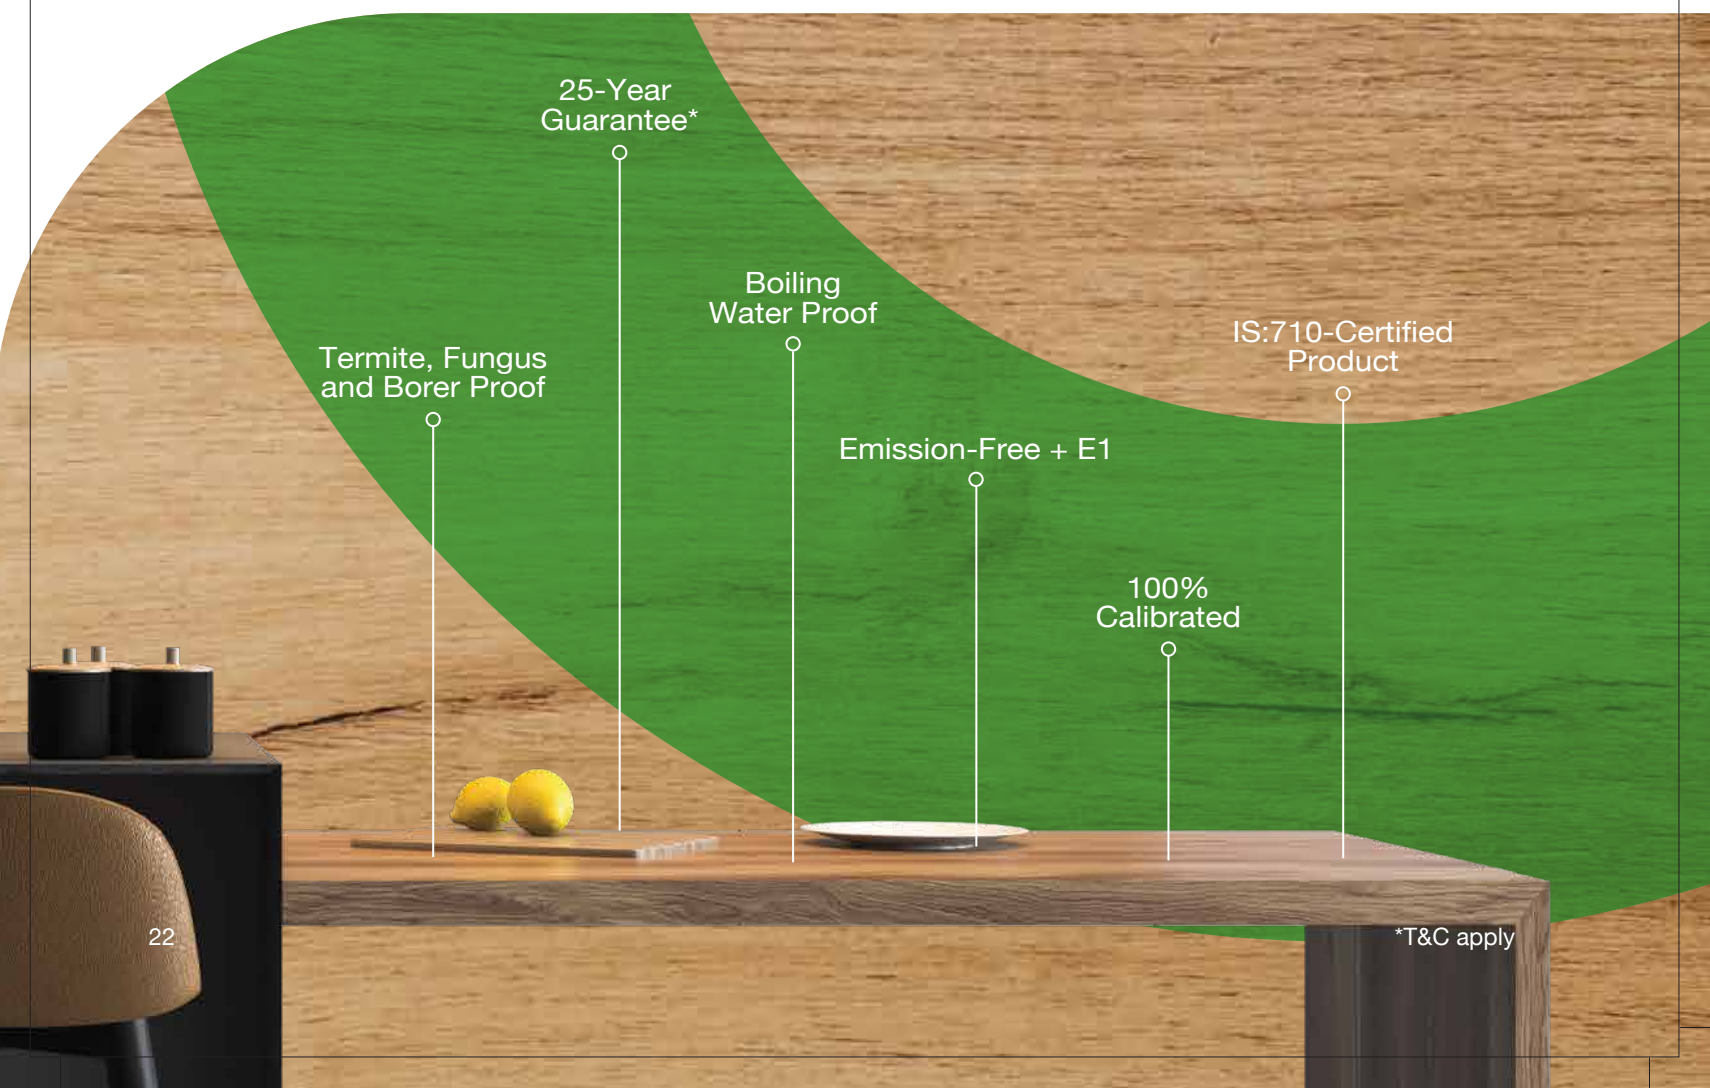 25-Year
Guarantee*
Boiling
Water Proof
IS:710-Certified
Product
Termite, Fungus
and Borer Proof
Emission-Free + E1
100%
Calibrated
22
*T&C apply